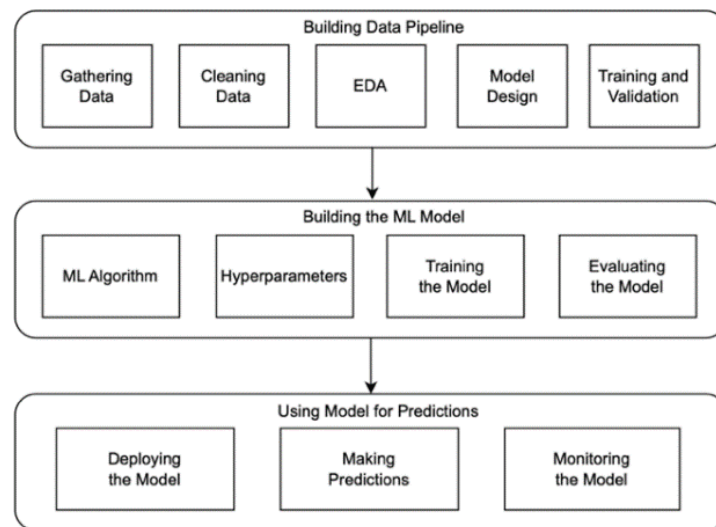 Building Data Pipeline
Gathering
Data
Cleaning
Data
EDA
Model
Design
Training and
Validation
Building the ML Model
ML Algorithm
Hyperparameters
Training
the Model
Evaluating
the Model
Using Model for Predictions
Deploying
the Model
Making
Predictions
Monitoring
the Model